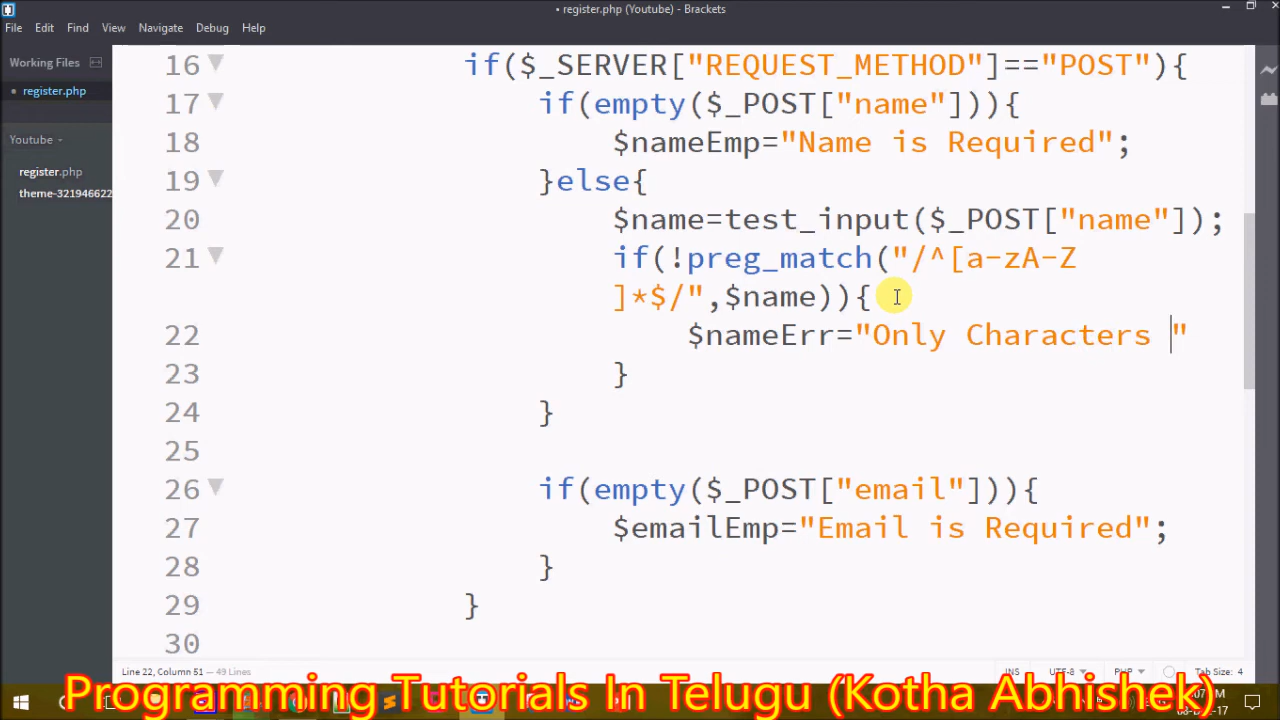 • register.php (Youtube) - Brackets
File Edit Find View Navigate Debug Help
Working Files
• register.php
Youtube
register.php
theme-321946622
16 if($_SERVER["REQUEST_METHOD"]=="POST"){
17 if(empty($_POST["name"])){
18 $nameEmp="Name is Required";
19 }else{
20 $name=test_input($_POST["name"]);
21 if(!preg_match("/^[a-zA-Z
]*$/",$name)){
22 $nameErr="Only Characters "
23 }
24 }
25
26 if(empty($_POST["email"])){
27 $emailEmp="Email is Required";
28 }
29 }
30
Line 22, Column 51 — 49 Lines
INS UTF-8 PHP Tab Size: 4
Programming Tutorials In Telugu (Kotha Abhishek)